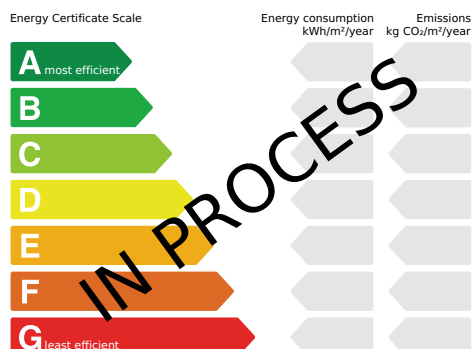 Energy Certificate Scale
Energy consumption
kWh/m²/year
Emissions
kg CO₂/m²/year
A most efficient
B
C
D
E
F
G least efficient
IN PROCESS